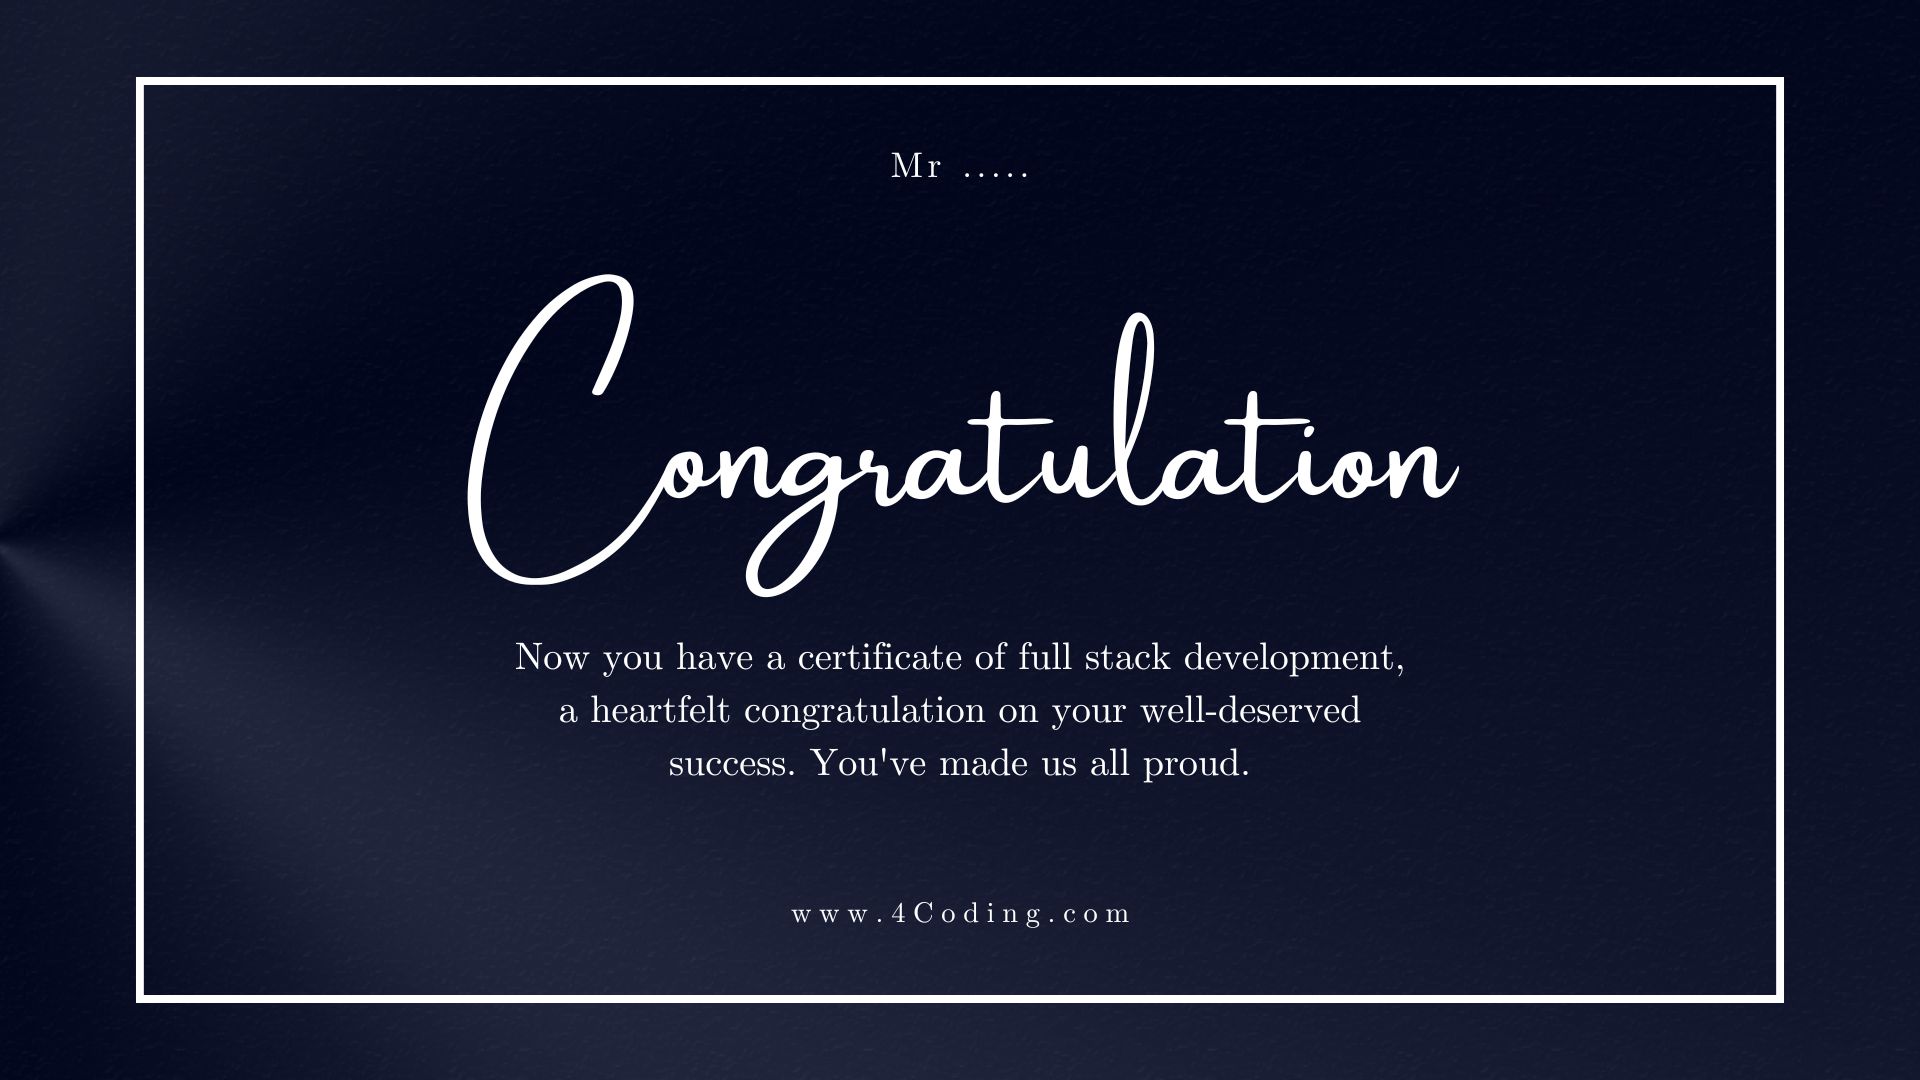 Mr .....
Congratulation
Now you have a certificate of full stack development,
a heartfelt congratulation on your well-deserved
success. You've made us all proud.
www.4Coding.com